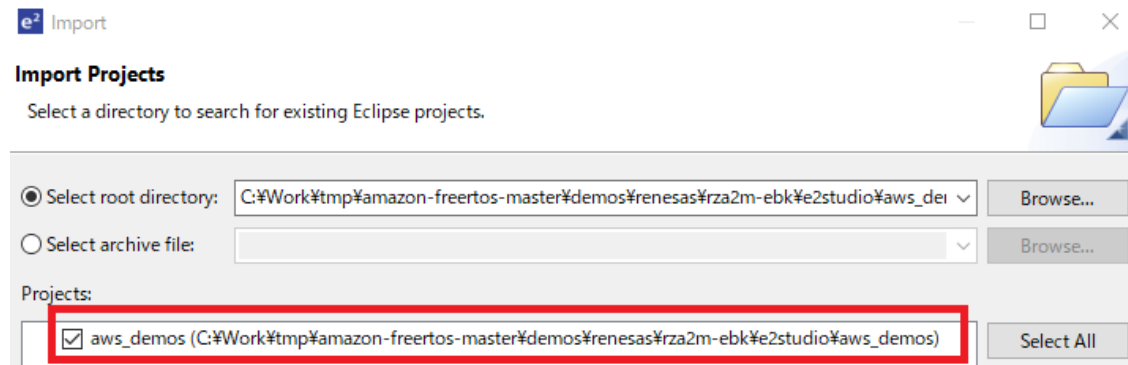 e² Import
Import Projects
Select a directory to search for existing Eclipse projects.
Select root directory: C:¥Work¥tmp¥amazon-freertos-master¥demos¥renesas¥rza2m-ebk¥e2studio¥aws_der Browse...
Select archive file: Browse...
Projects:
aws_demos (C:¥Work¥tmp¥amazon-freertos-master¥demos¥renesas¥rza2m-ebk¥e2studio¥aws_demos) Select All